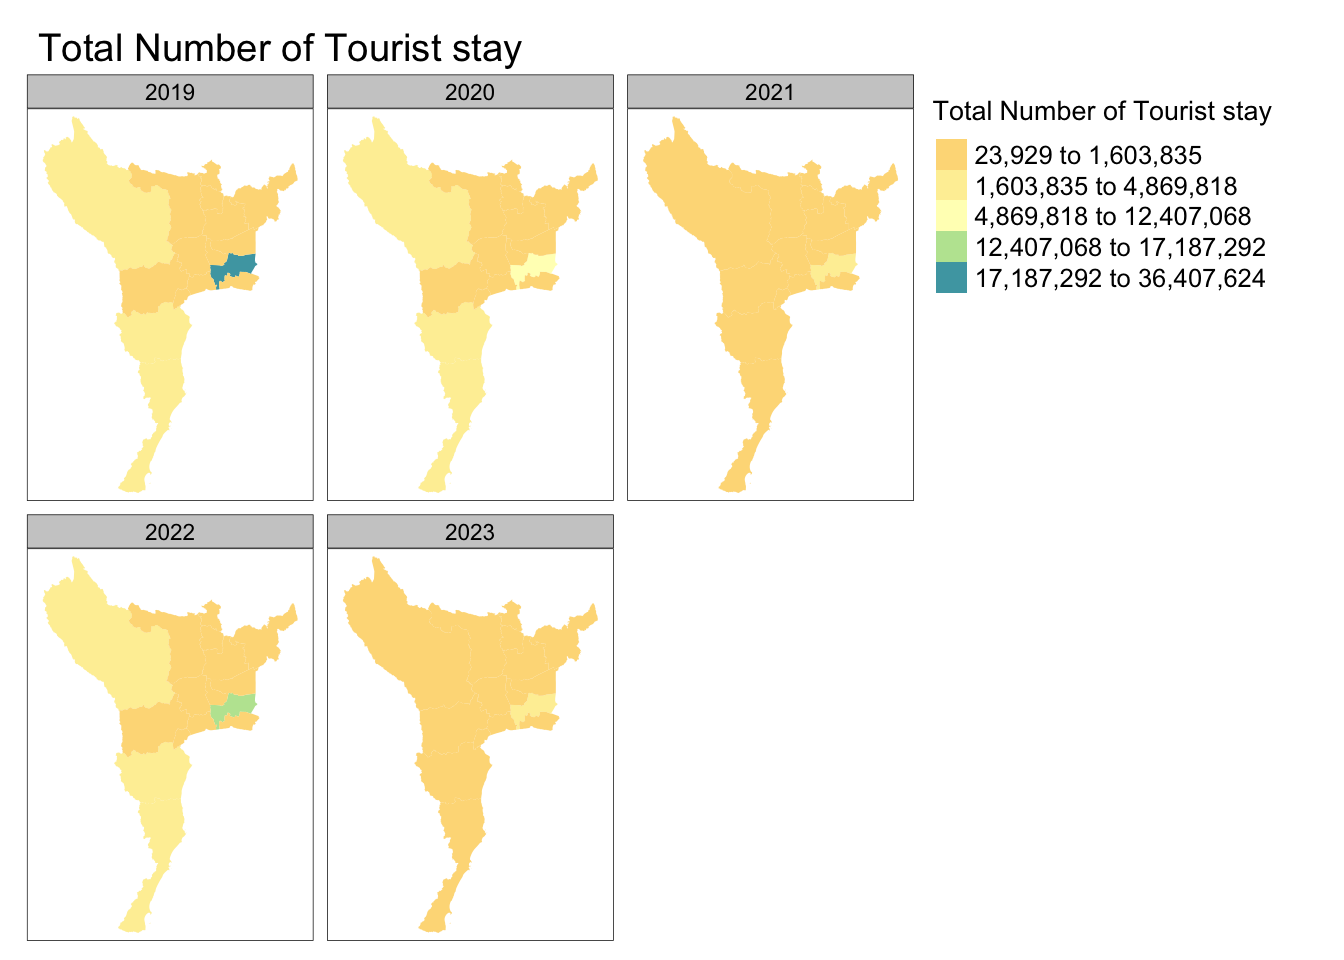 Total Number of Tourist stay
2019
2020
2021
Total Number of Tourist stay
23,929 to 1,603,835
1,603,835 to 4,869,818
4,869,818 to 12,407,068
12,407,068 to 17,187,292
17,187,292 to 36,407,624
2022
2023